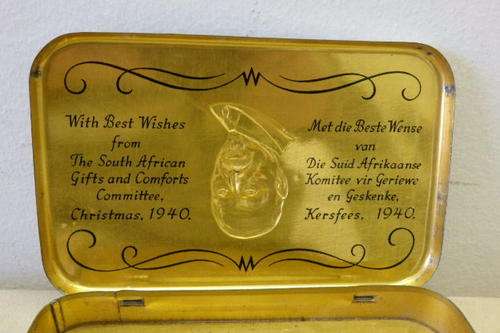 With Best Wishes
from
The South African
Gifts and Comforts
Committee,
Christmas, 1940.
Met die Beste Wense
van
Die Suid Afrikaanse
Komitee vir Geriewe
en Geskenke,
Kersfees, 1940.